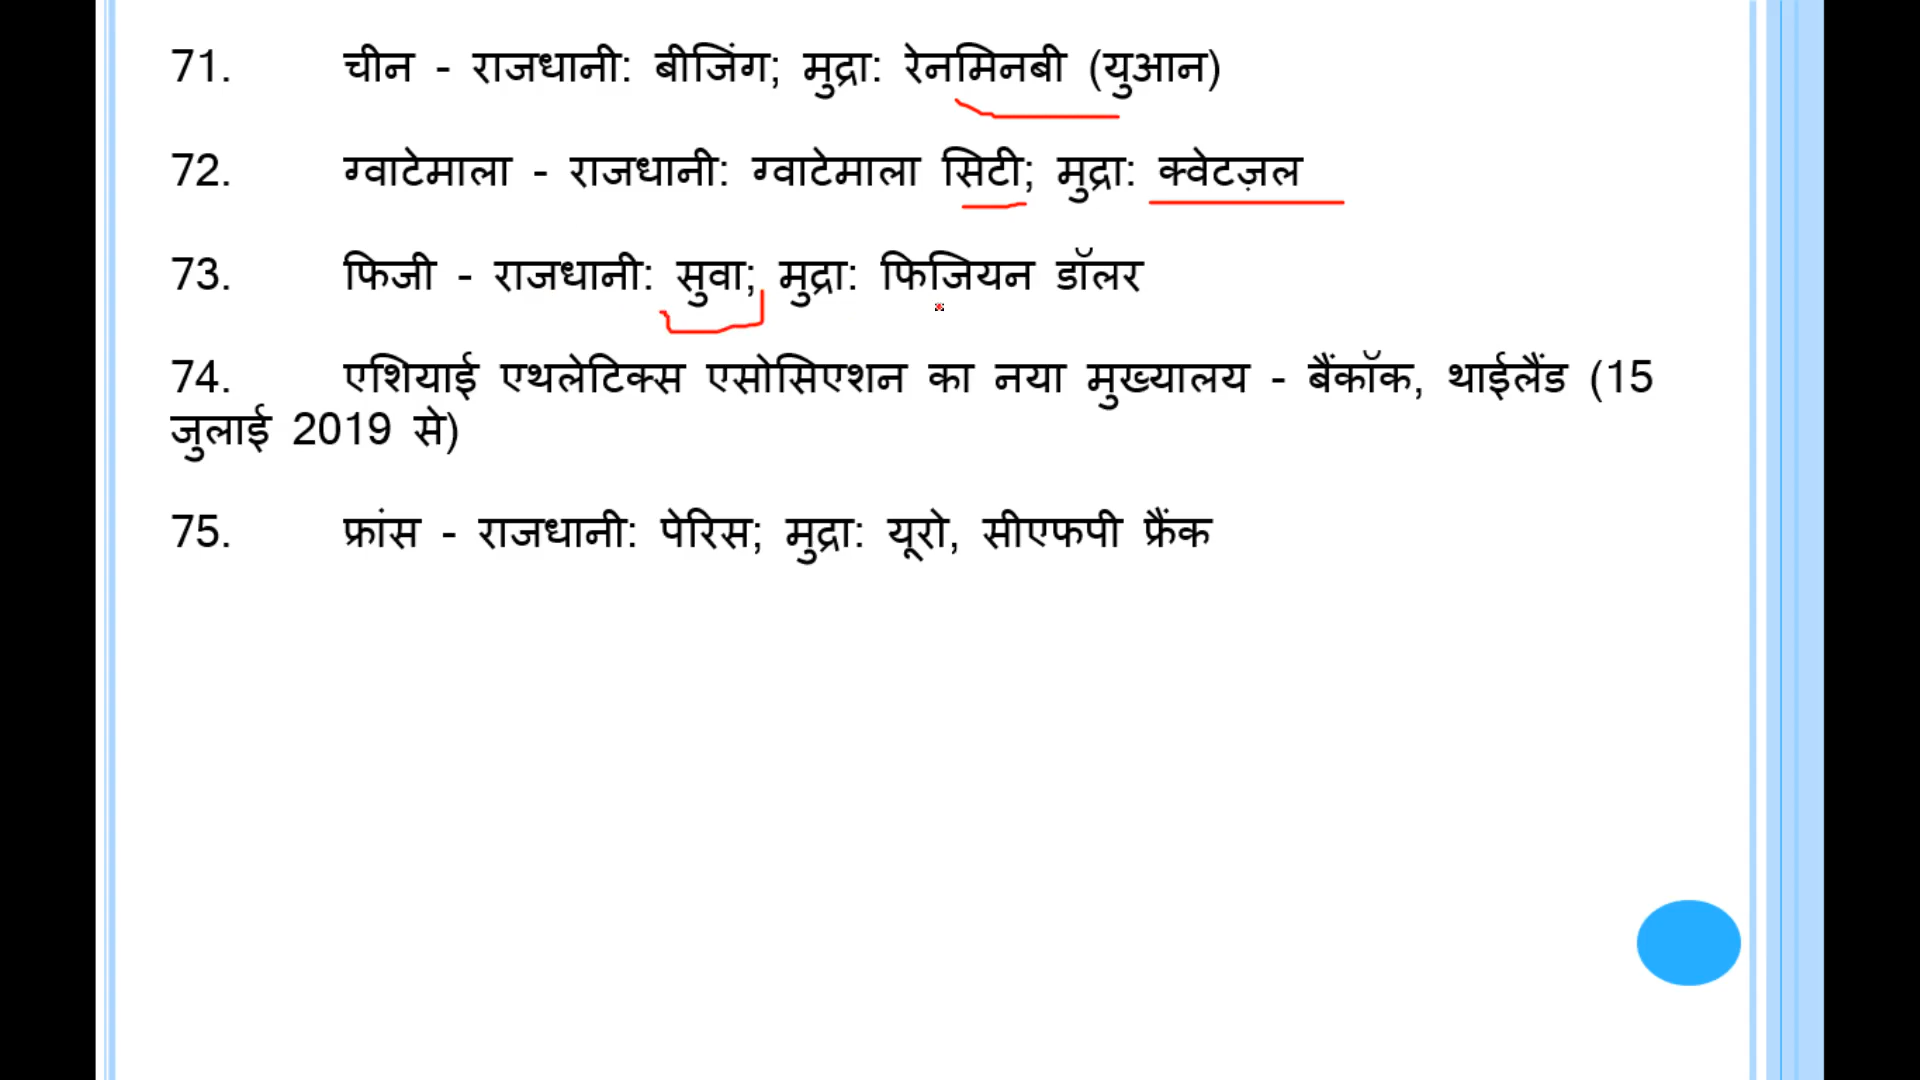 71. चीन - राजधानी: बीजिंग; मुद्रा: रेनमिनबी (युआन)
72. ग्वाटेमाला - राजधानी: ग्वाटेमाला सिटी; मुद्रा: क्वेटज़ल
73. फिजी - राजधानी: सुवा; मुद्रा: फिजियन डॉलर
74. एशियाई एथलेटिक्स एसोसिएशन का नया मुख्यालय - बैंकॉक, थाईलैंड (15
जुलाई 2019 से)
75. फ्रांस - राजधानी: पेरिस; मुद्रा: यूरो, सीएफपी फ्रैंक